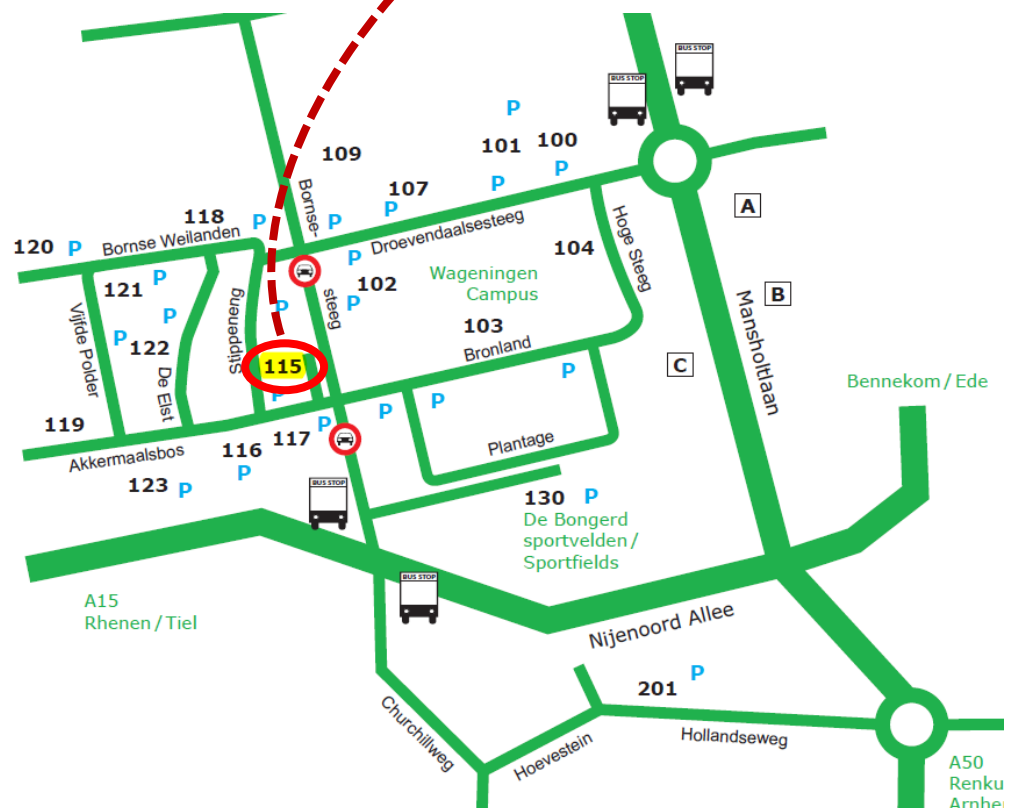 BUS STOP
BUS STOP
P
109
101
100
P
P
107
P
Bornse-
118
P
P
Droevendaalsesteeg
Hoge Steeg
A
120
P
Bornse Weilanden
P
104
121
P
102
P
steeg
Wageningen
Campus
B
Vijfde Polder
P
P
122
De Elst
Stippeneng
P
103
Bronland
C
Mansholtlaan
115
P
P
Bennekom / Ede
119
P
P
P
117
Akkermaalsbos
116
P
Plantage
123
P
BUS STOP
130
P
De Bongerd
sportvelden /
Sportfields
BUS STOP
A15
Rhenen / Tiel
Nijenoord Allee
201
P
Churchillweg
Hoevestein
Hollandseweg
A50
Renku
Arnhe